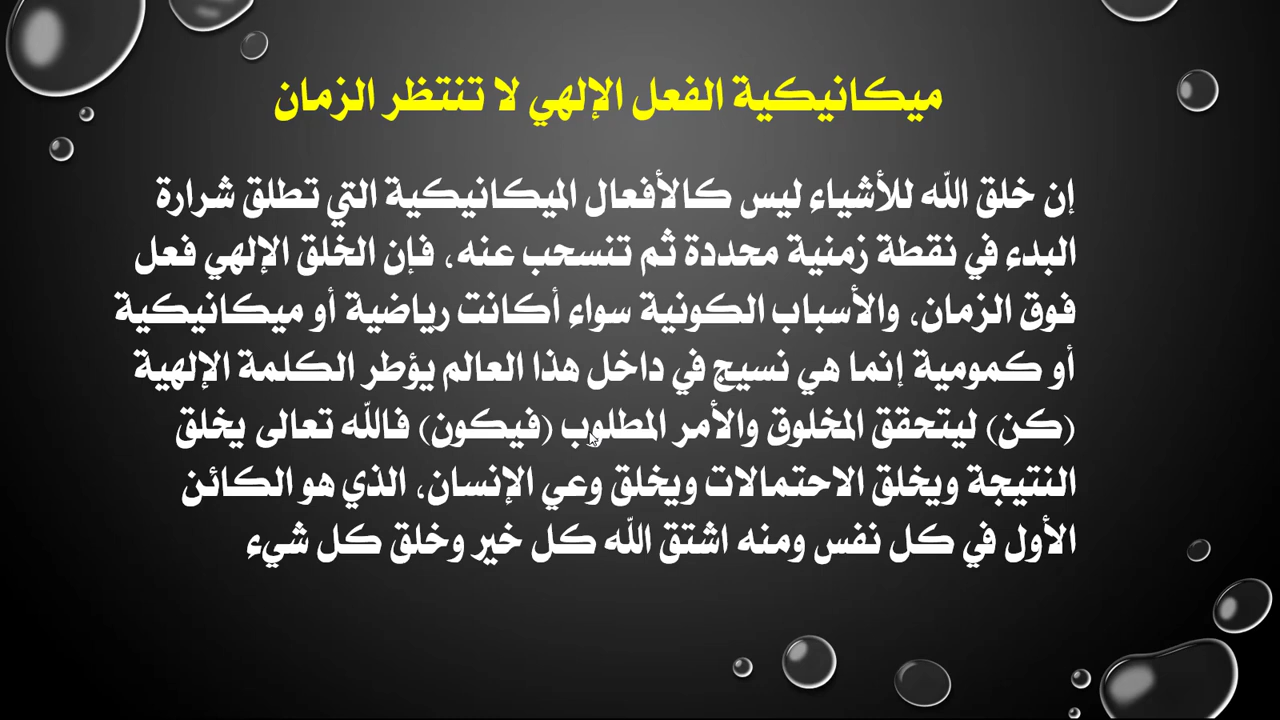 ميكانيكية الفعل الإلهي لا تنتظر الزمان
إن خلق الله للأشياء ليس كالأفعال الميكانيكية التي تطلق شرارة
البدء في نقطة زمنية محددة ثم تنسحب عنه، فإن الخلق الإلهي فعل
فوق الزمان، والأسباب الكونية سواء أكانت رياضية أو ميكانيكية
أو كمومية إنما هي نسيج في داخل هذا العالم يؤطر الكلمة الإلهية
(كن) ليتحقق المخلوق والأمر المطلوب (فيكون) فالله تعالى يخلق
النتيجة ويخلق الاحتمالات ويخلق وعي الإنسان، الذي هو الكائن
الأول في كل نفس ومنه اشتق الله كل خير وخلق كل شيء